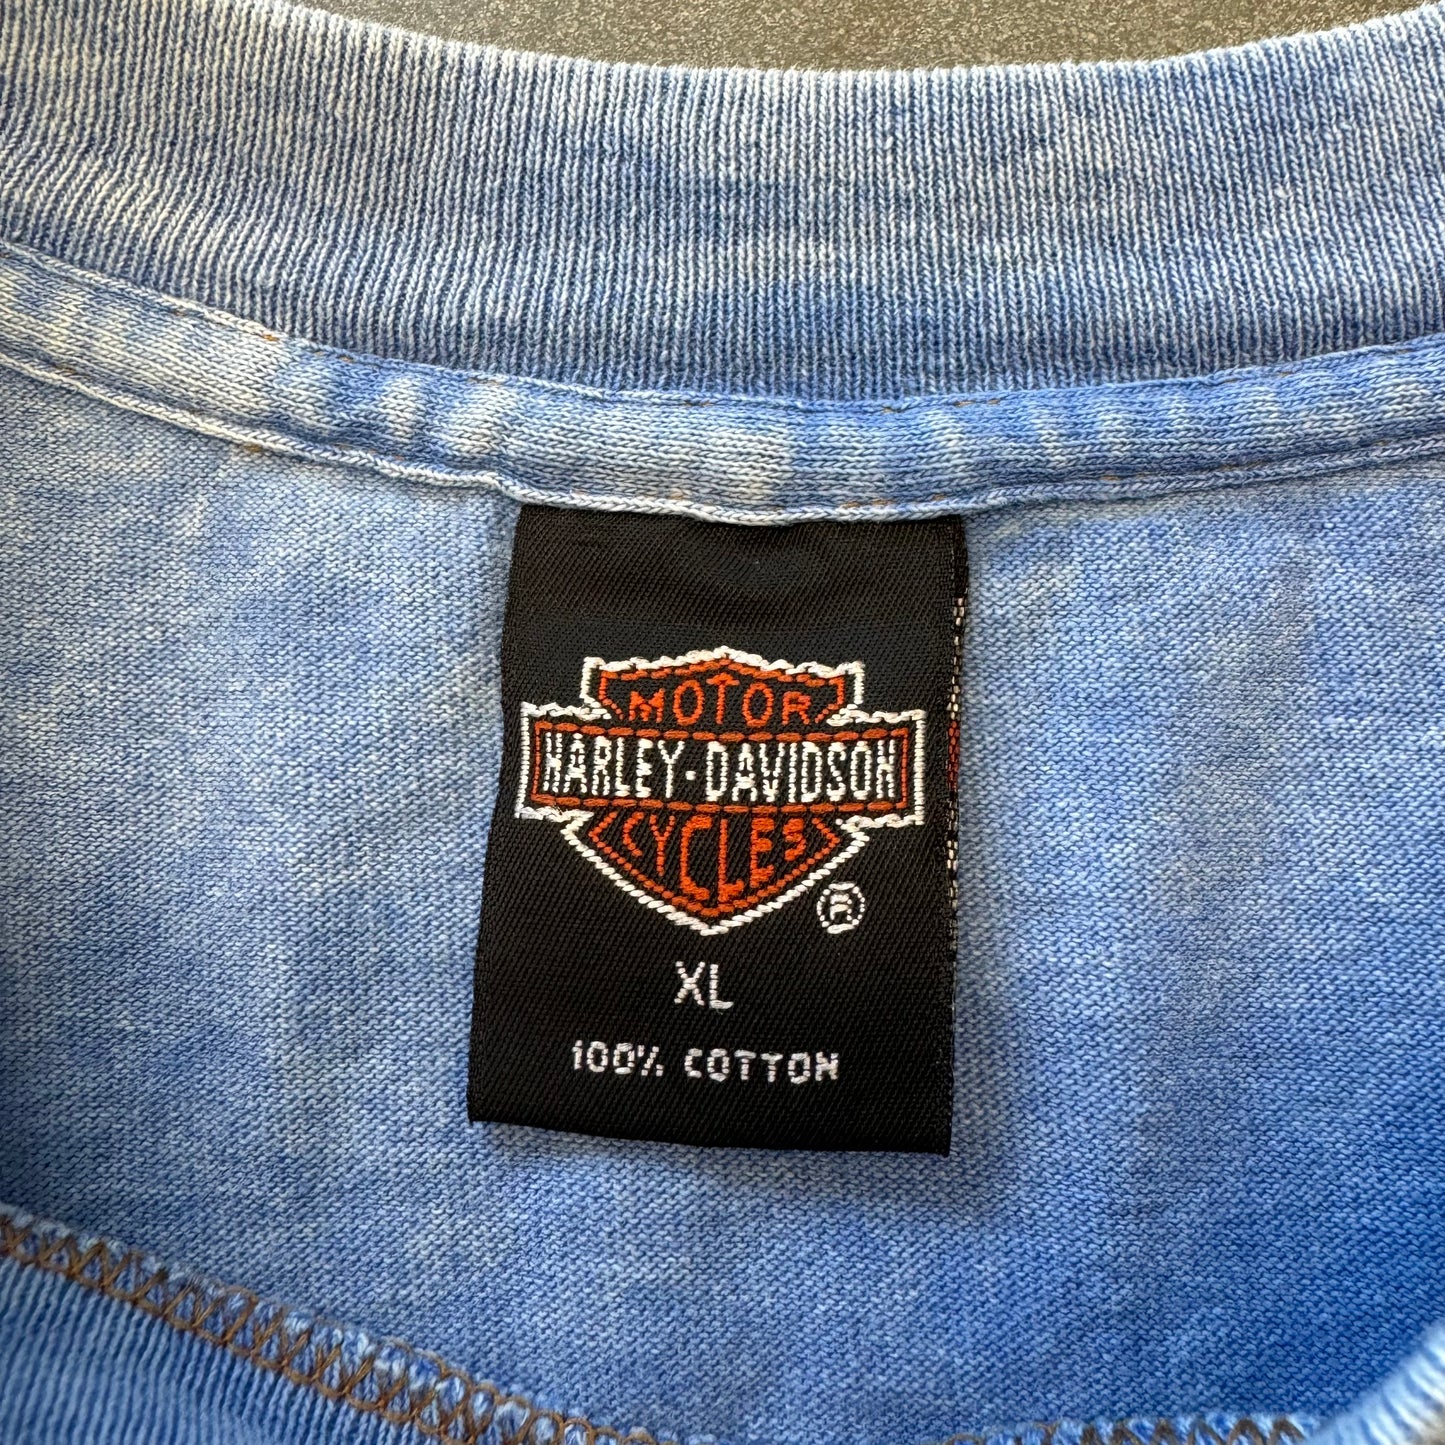 MOTOR
HARLEY-DAVIDSON
CYCLES
®
XL
100% COTTON